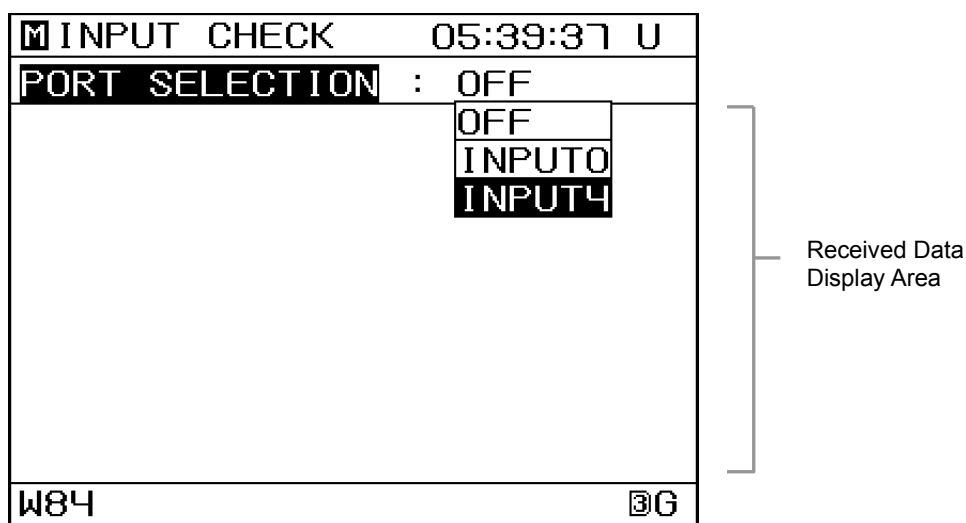 M INPUT CHECK 05:39:37 U
PORT SELECTION : OFF
OFF
INPUT0
INPUT4
Received Data
Display Area
W84 3G